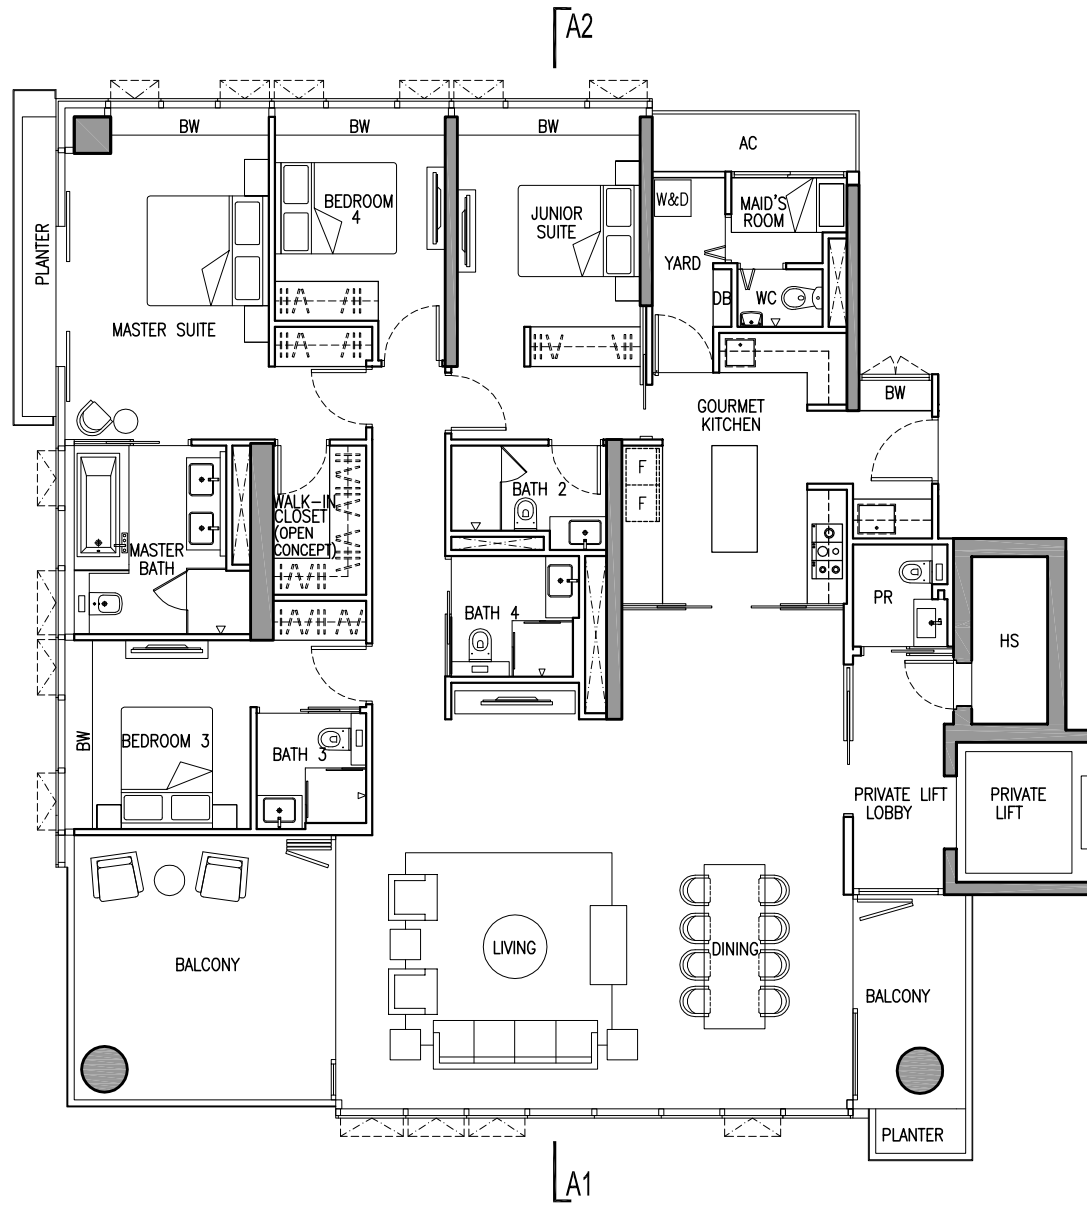 A2
BW
BW
BW
AC
W&D
MAID'S
ROOM
BEDROOM
4
JUNIOR
SUITE
PLANTER
YARD
DB
WC
MASTER SUITE
BW
GOURMET
KITCHEN
F
F
BATH 2
WALK-IN
CLOSET
(OPEN
CONCEPT)
MASTER
BATH
BATH 4
PR
HS
BW
BEDROOM 3
BATH 3
PRIVATE LIFT
LOBBY
PRIVATE
LIFT
LIVING
DINING
BALCONY
BALCONY
PLANTER
A1